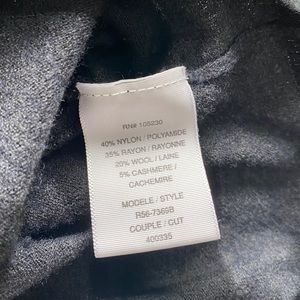 RN# 105230
40% NYLON / POLYAMIDE
35% RAYON / RAYONNE
20% WOOL / LAINE
5% CASHMERE /
CACHEMIRE
MODELE / STYLE
R56-7369B
COUPLE / CUT
400335